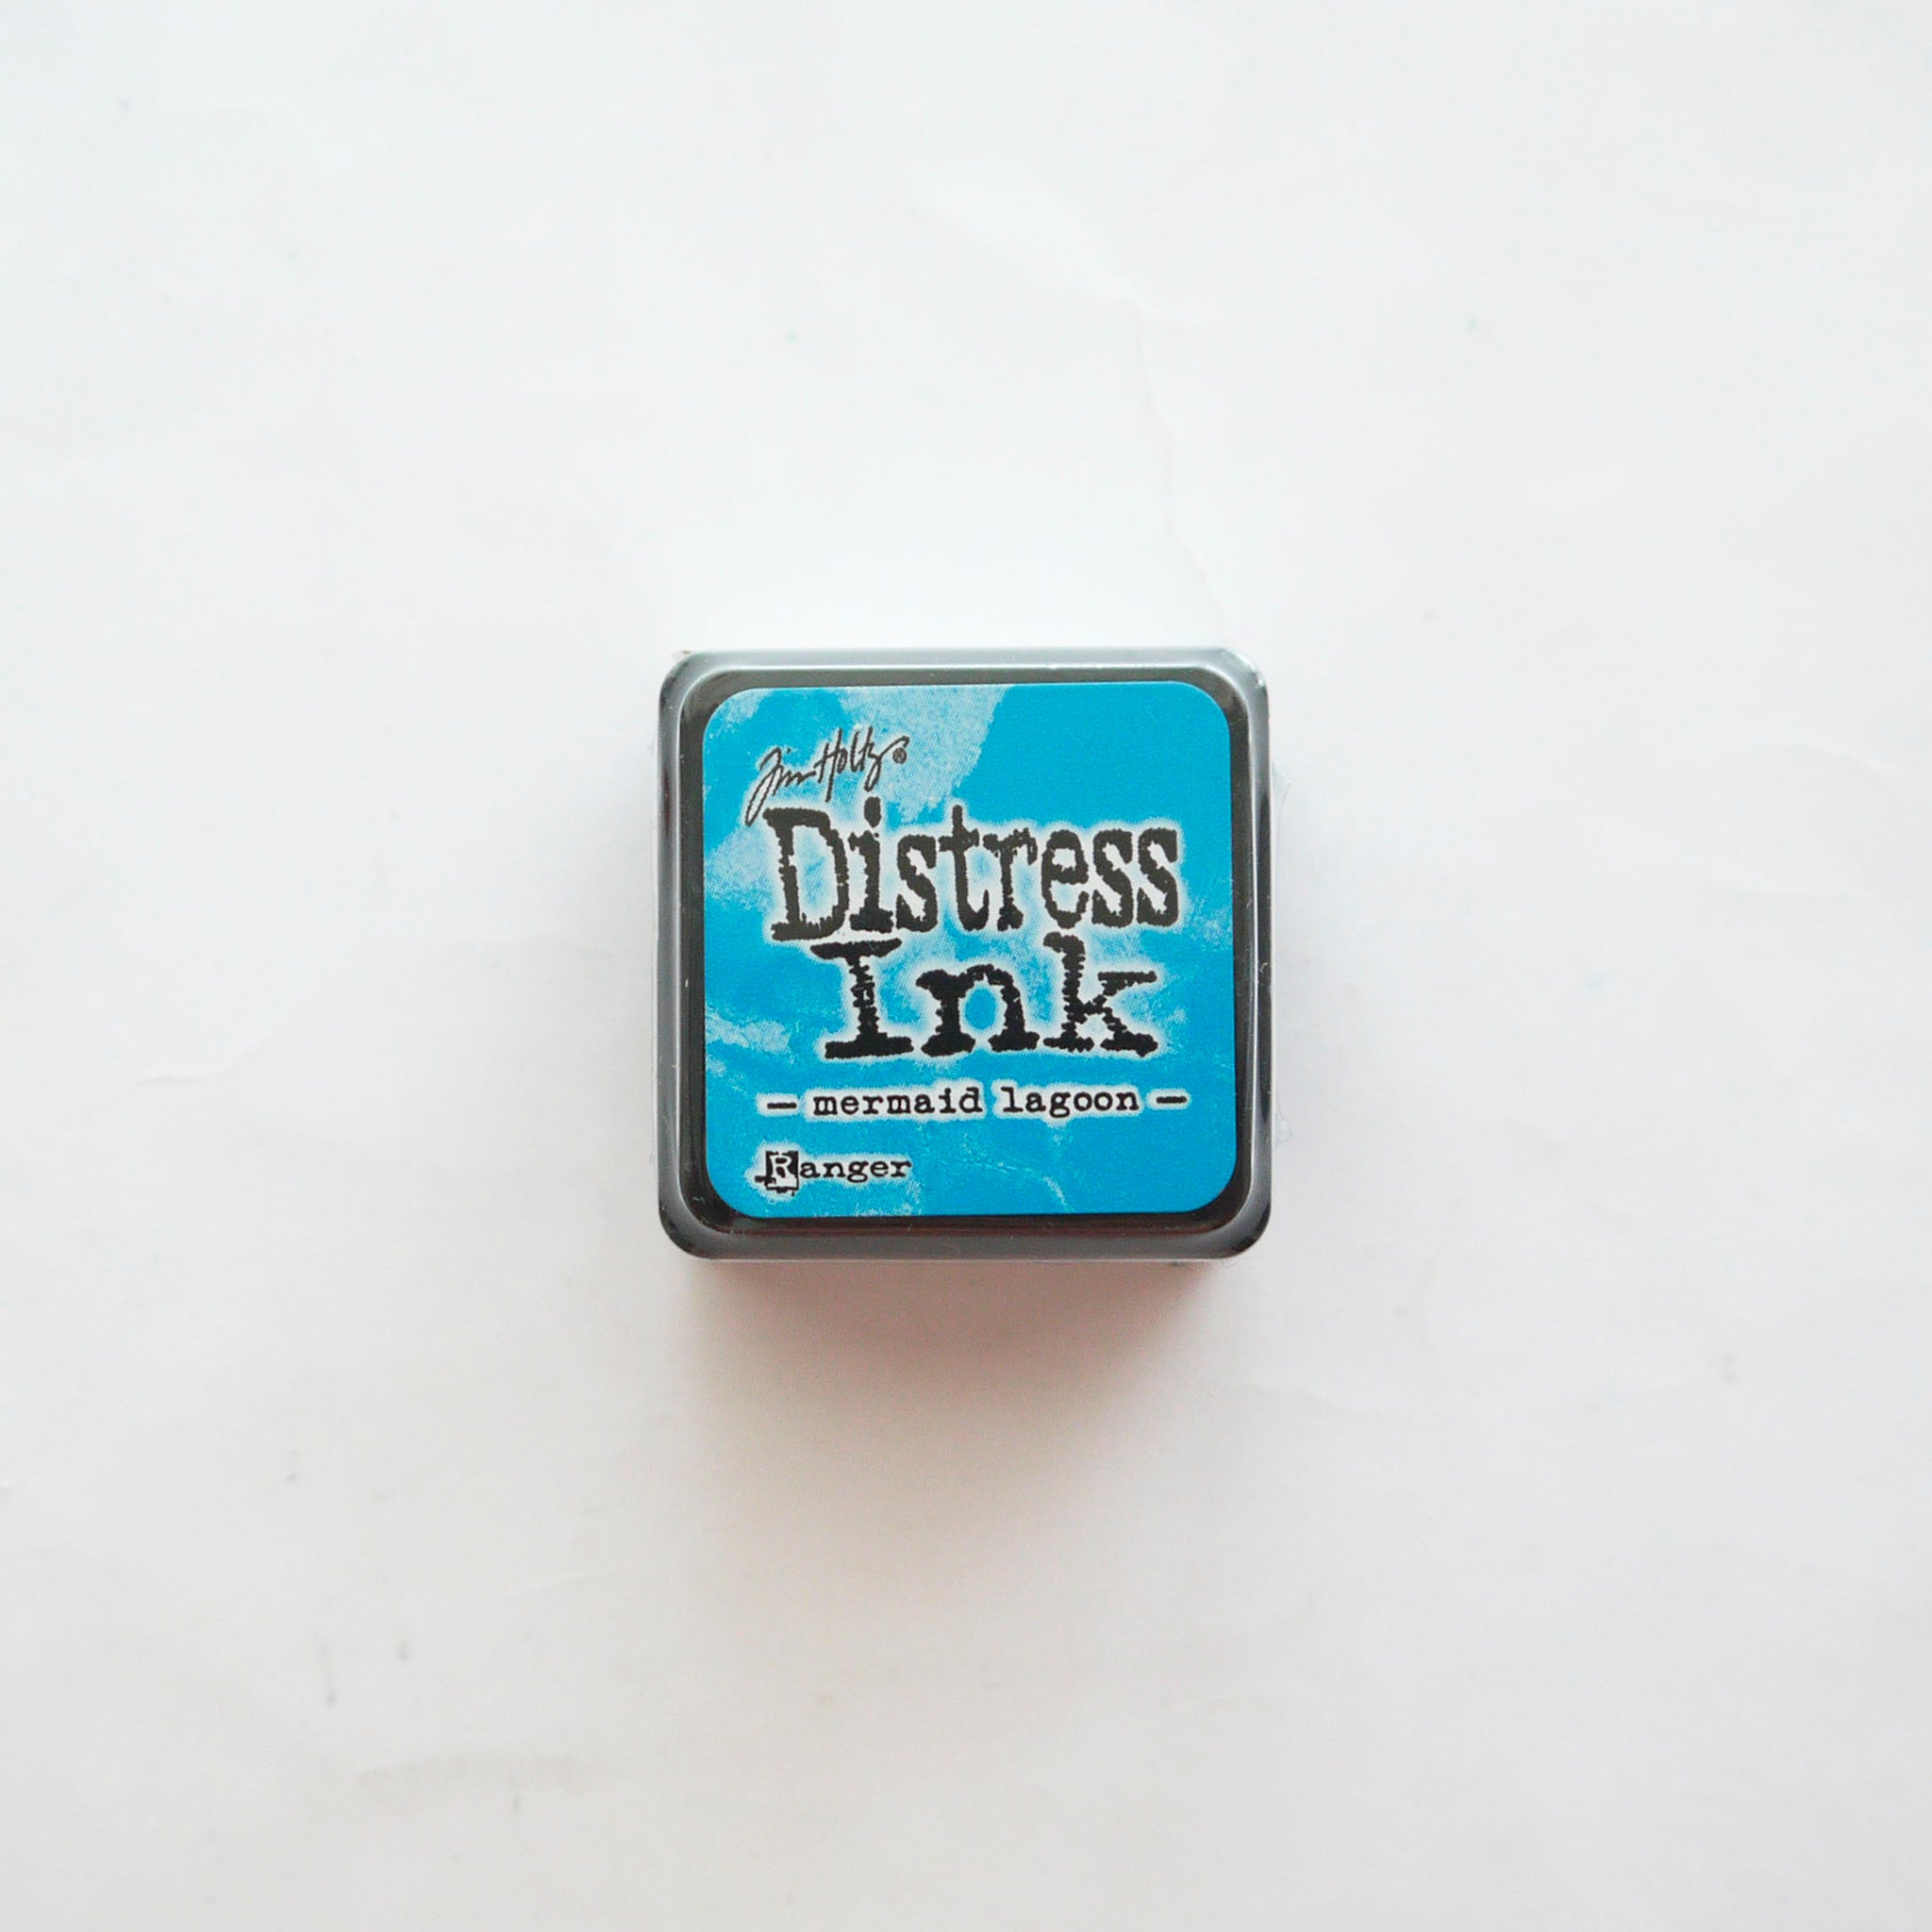 Tim Holtz®
Distress
Ink
— mermaid lagoon —
Ranger